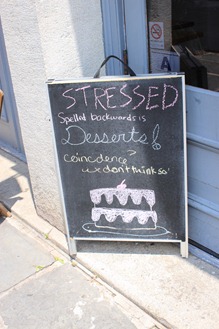 STRESSED
Spelled backwards is
Desserts!
coincidence?
we don't think so!
A